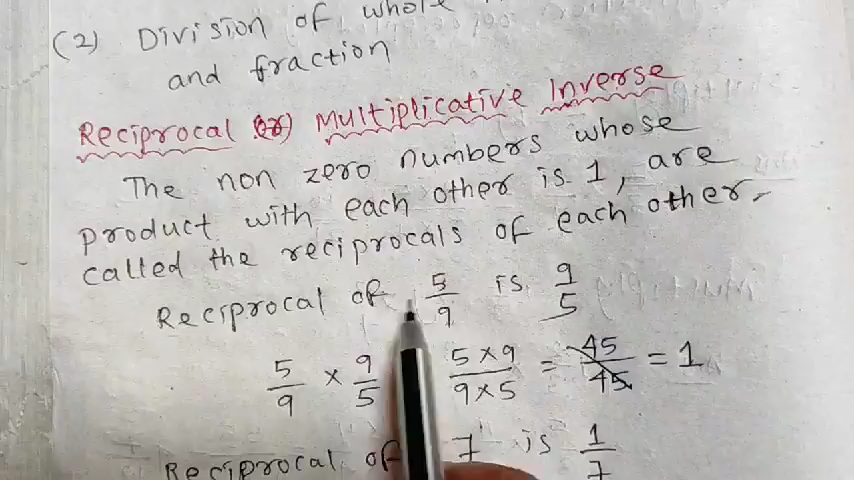 (2) Division of whole
and fraction
Reciprocal (or) Multiplicative Inverse
The non zero numbers whose
product with each other is 1, are
called the reciprocals of each other.
Reciprocal of 5/9 is 9/5
5/9 × 9/5 5×9/9×5 = 45/45 = 1
Reciprocal of 7 is 1/7